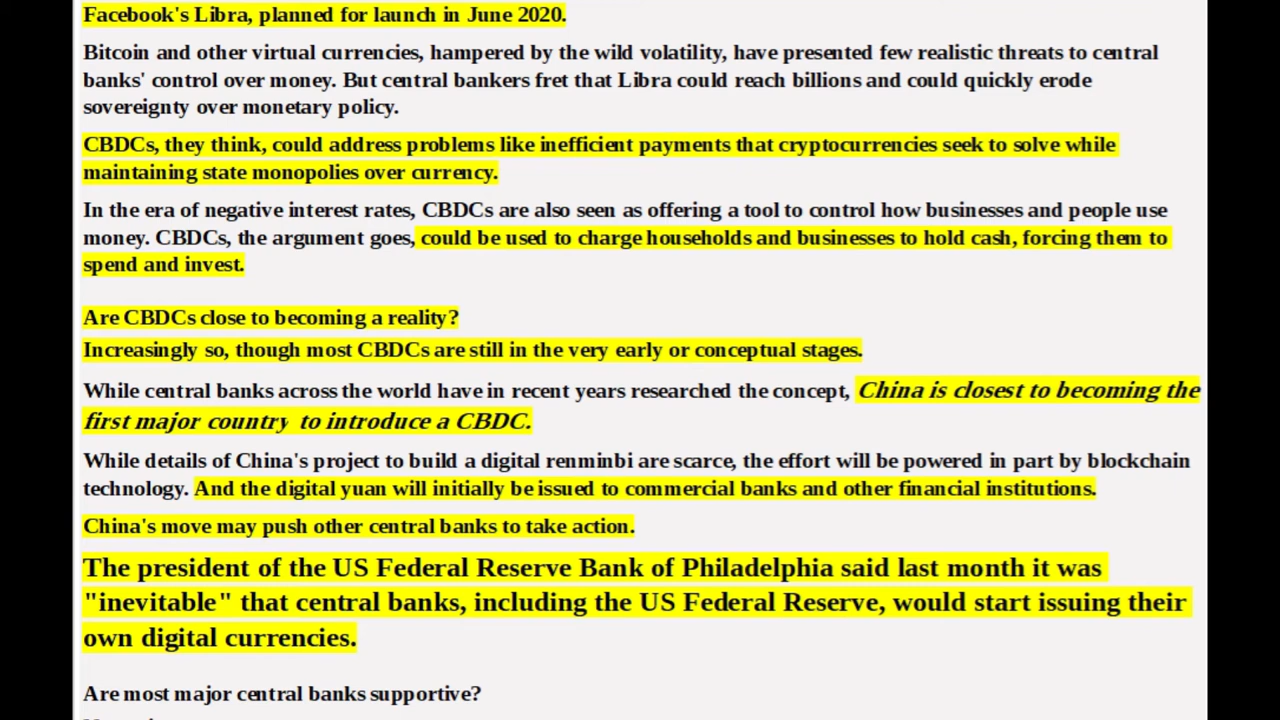 Facebook's Libra, planned for launch in June 2020.
Bitcoin and other virtual currencies, hampered by the wild volatility, have presented few realistic threats to central
banks' control over money. But central bankers fret that Libra could reach billions and could quickly erode
sovereignty over monetary policy.
CBDCs, they think, could address problems like inefficient payments that cryptocurrencies seek to solve while
maintaining state monopolies over currency.
In the era of negative interest rates, CBDCs are also seen as offering a tool to control how businesses and people use
money. CBDCs, the argument goes, could be used to charge households and businesses to hold cash, forcing them to
spend and invest.
Are CBDCs close to becoming a reality?
Increasingly so, though most CBDCs are still in the very early or conceptual stages.
While central banks across the world have in recent years researched the concept, China is closest to becoming the
first major country to introduce a CBDC.
While details of China's project to build a digital renminbi are scarce, the effort will be powered in part by blockchain
technology. And the digital yuan will initially be issued to commercial banks and other financial institutions.
China's move may push other central banks to take action.
The president of the US Federal Reserve Bank of Philadelphia said last month it was
"inevitable" that central banks, including the US Federal Reserve, would start issuing their
own digital currencies.
Are most major central banks supportive?